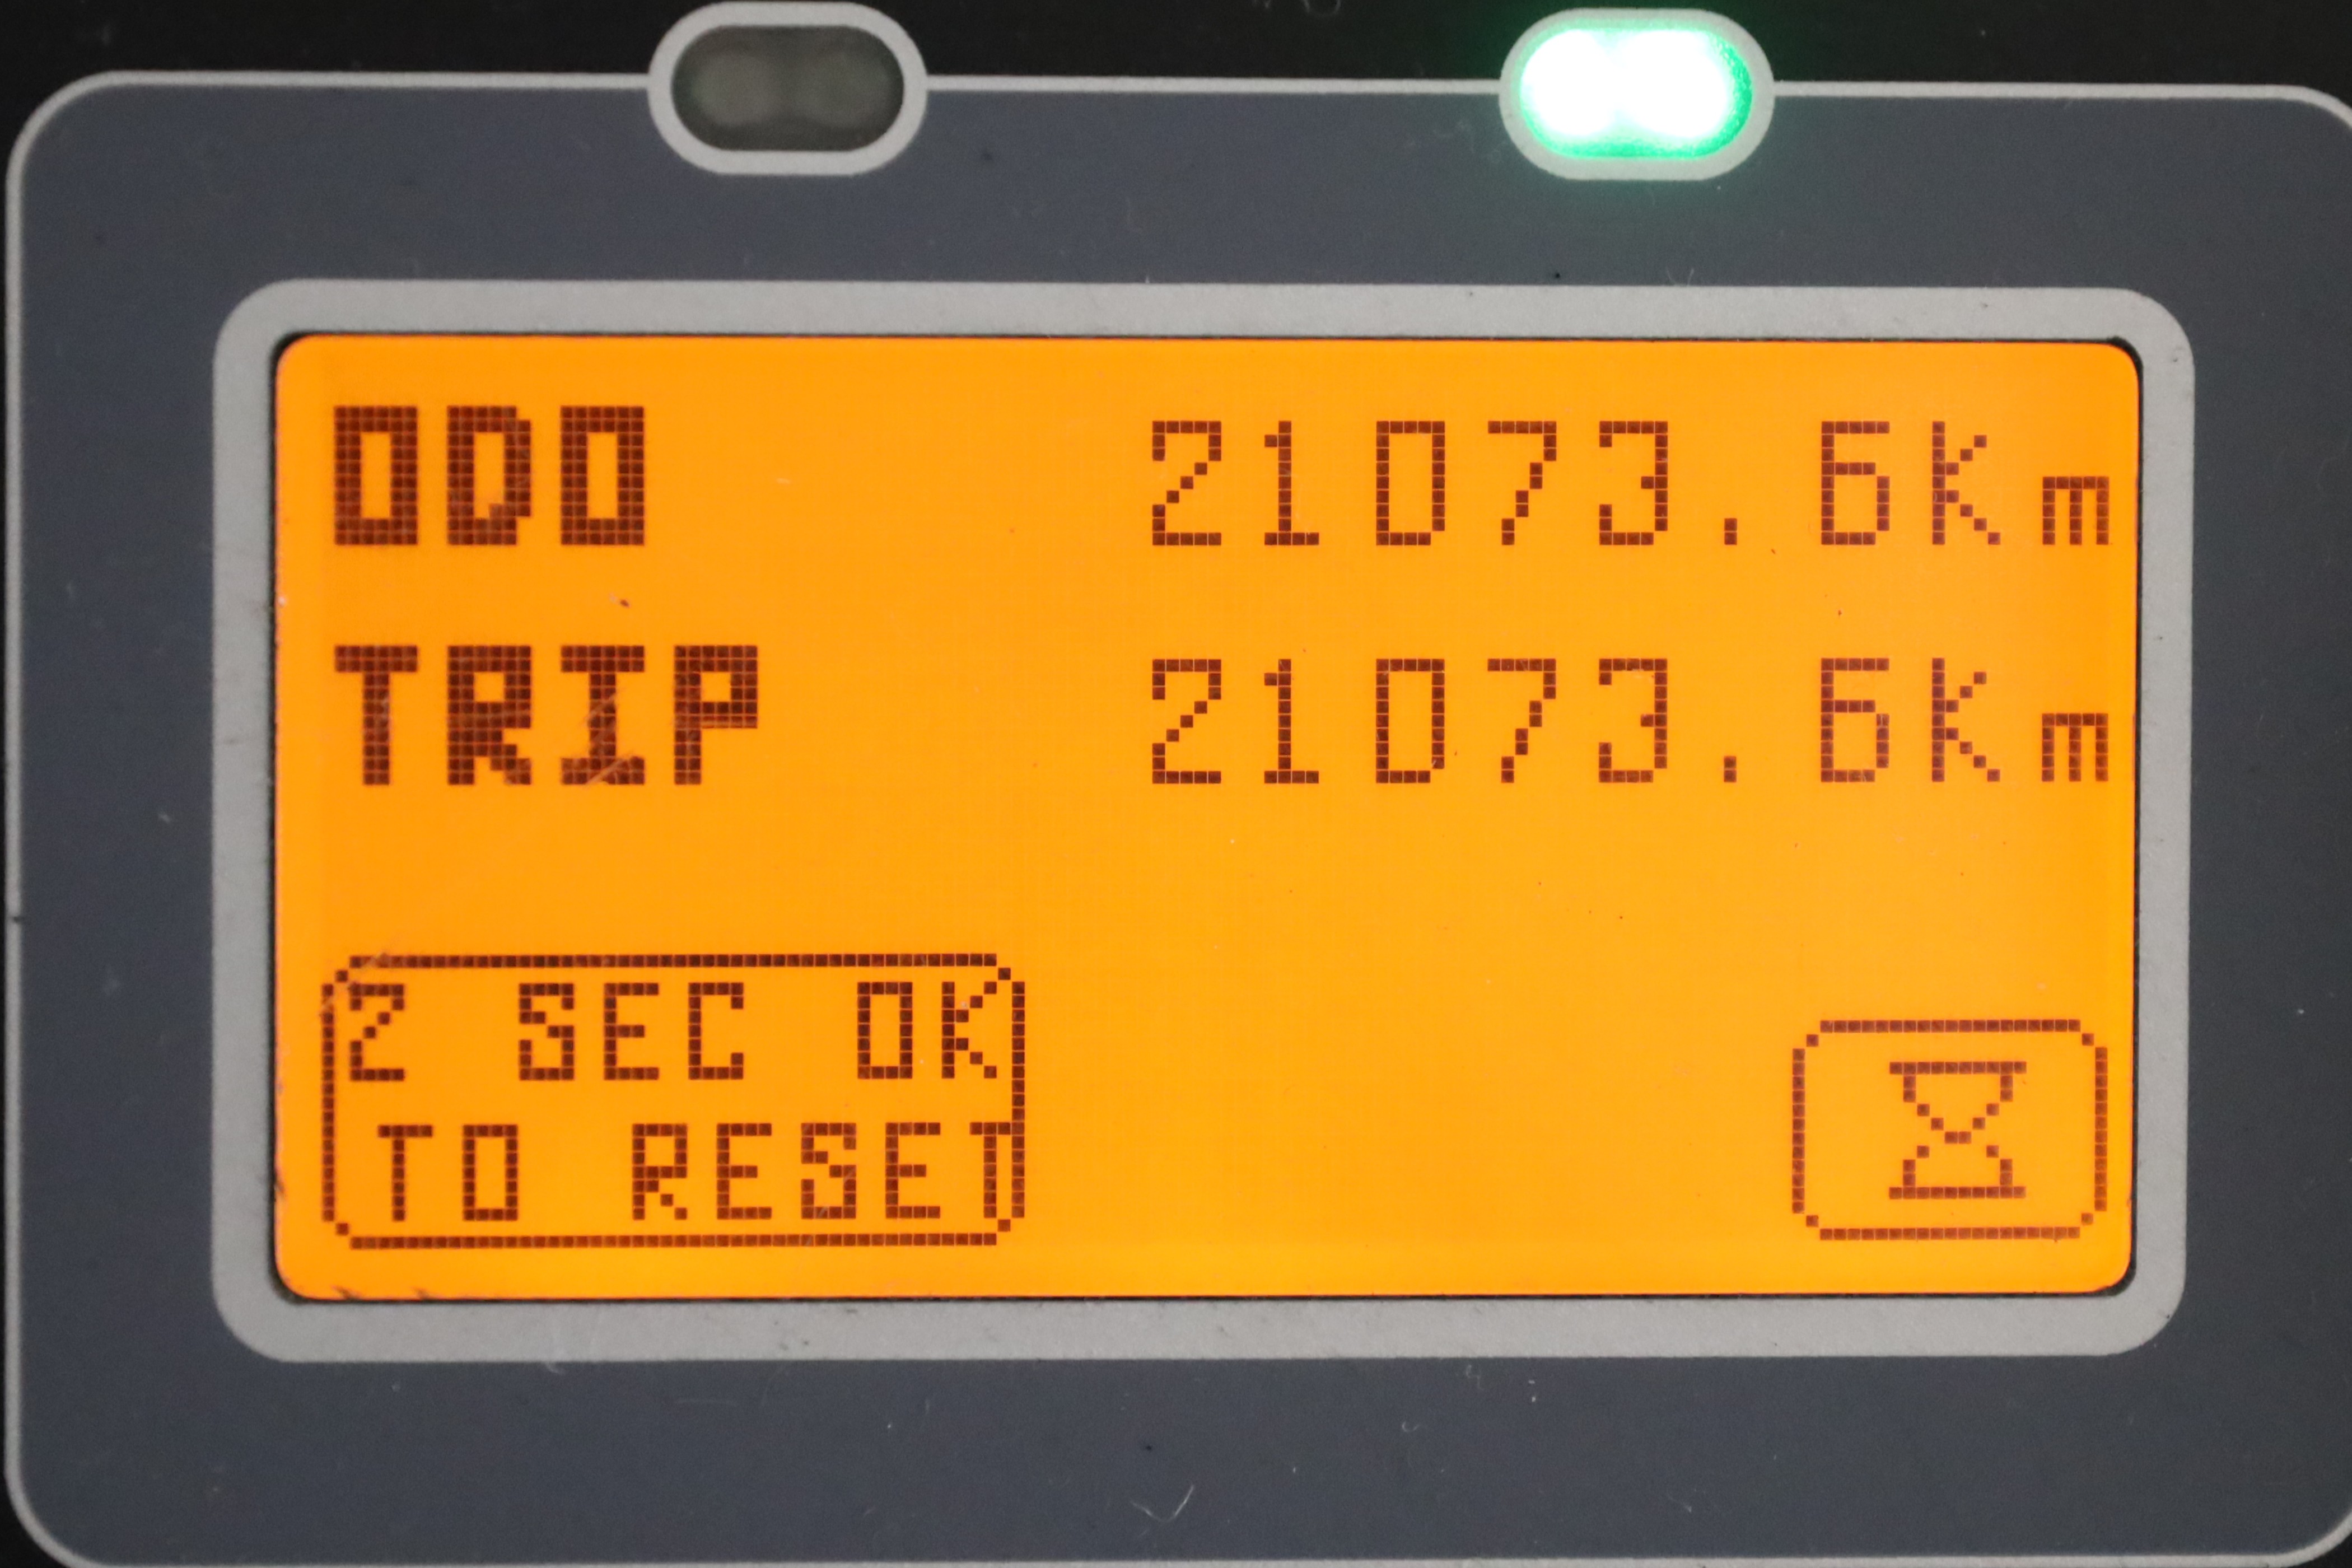 ODO 21073.6Km
TRIP 21073.6Km
2 SEC OK
TO RESET